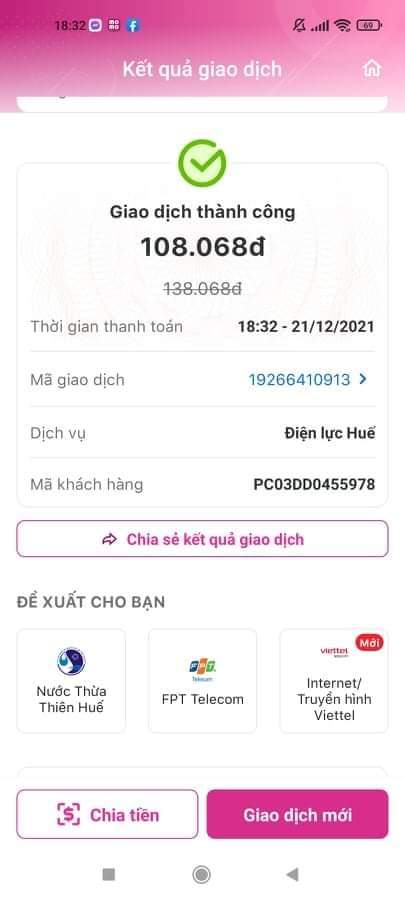 18:32
69
Kết quả giao dịch
Giao dịch thành công
108.068đ
138.068đ
Thời gian thanh toán 18:32 - 21/12/2021
Mã giao dịch 19266410913
Dịch vụ Điện lực Huế
Mã khách hàng PC03DD0455978
Chia sẻ kết quả giao dịch
ĐỀ XUẤT CHO BẠN
Nước Thừa
Thiên Huế
FPT
Telecom
FPT Telecom
Mới
viettel
Internet/
Truyền hình
Viettel
Chia tiền
Giao dịch mới